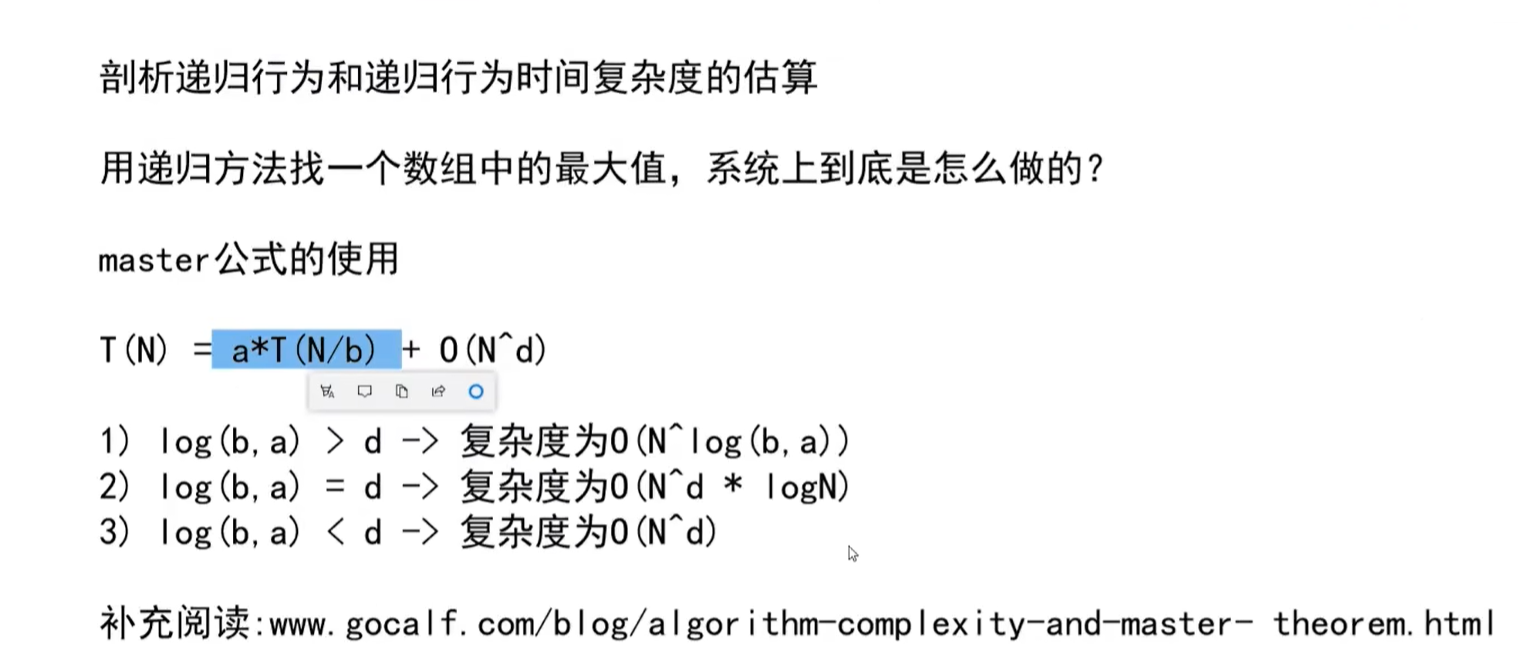 剖析递归行为和递归行为时间复杂度的估算
用递归方法找一个数组中的最大值，系统上到底是怎么做的？
master公式的使用
T(N) = a*T(N/b) + O(N^d)
1) log(b,a) > d -> 复杂度为O(N^log(b,a))
2) log(b,a) = d -> 复杂度为O(N^d * logN)
3) log(b,a) < d -> 复杂度为O(N^d)
补充阅读:www.gocalf.com/blog/algorithm-complexity-and-master- theorem.html